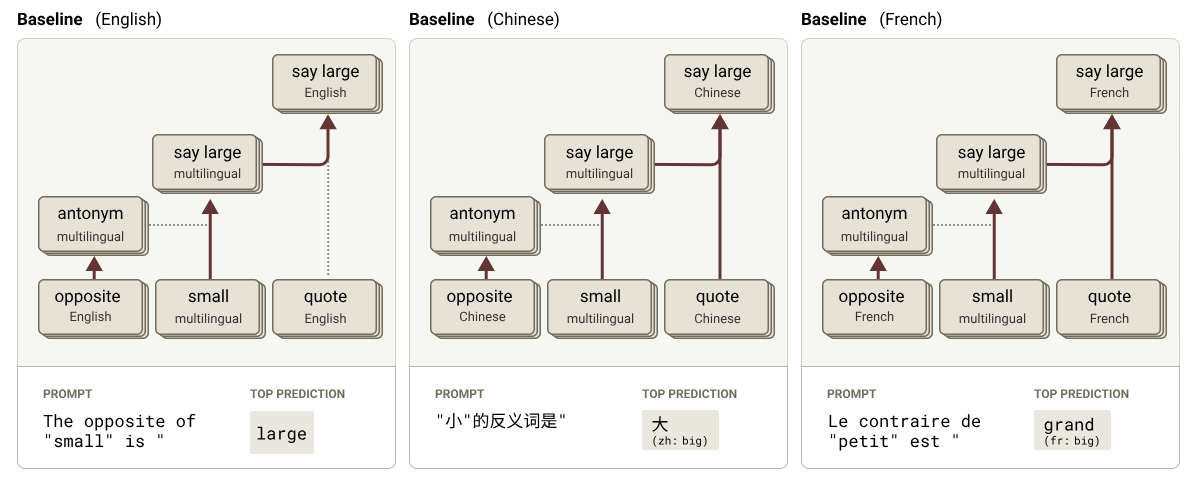 Baseline (English)
say large
English
say large
multilingual
antonym
multilingual
opposite
English
small
multilingual
quote
English
PROMPT
The opposite of
"small" is "
TOP PREDICTION
large
Baseline (Chinese)
say large
Chinese
say large
multilingual
antonym
multilingual
opposite
Chinese
small
multilingual
quote
Chinese
PROMPT
"小"的反义词是"
TOP PREDICTION
大
(zh: big)
Baseline (French)
say large
French
say large
multilingual
antonym
multilingual
opposite
French
small
multilingual
quote
French
PROMPT
Le contraire de
"petit" est "
TOP PREDICTION
grand
(fr: big)